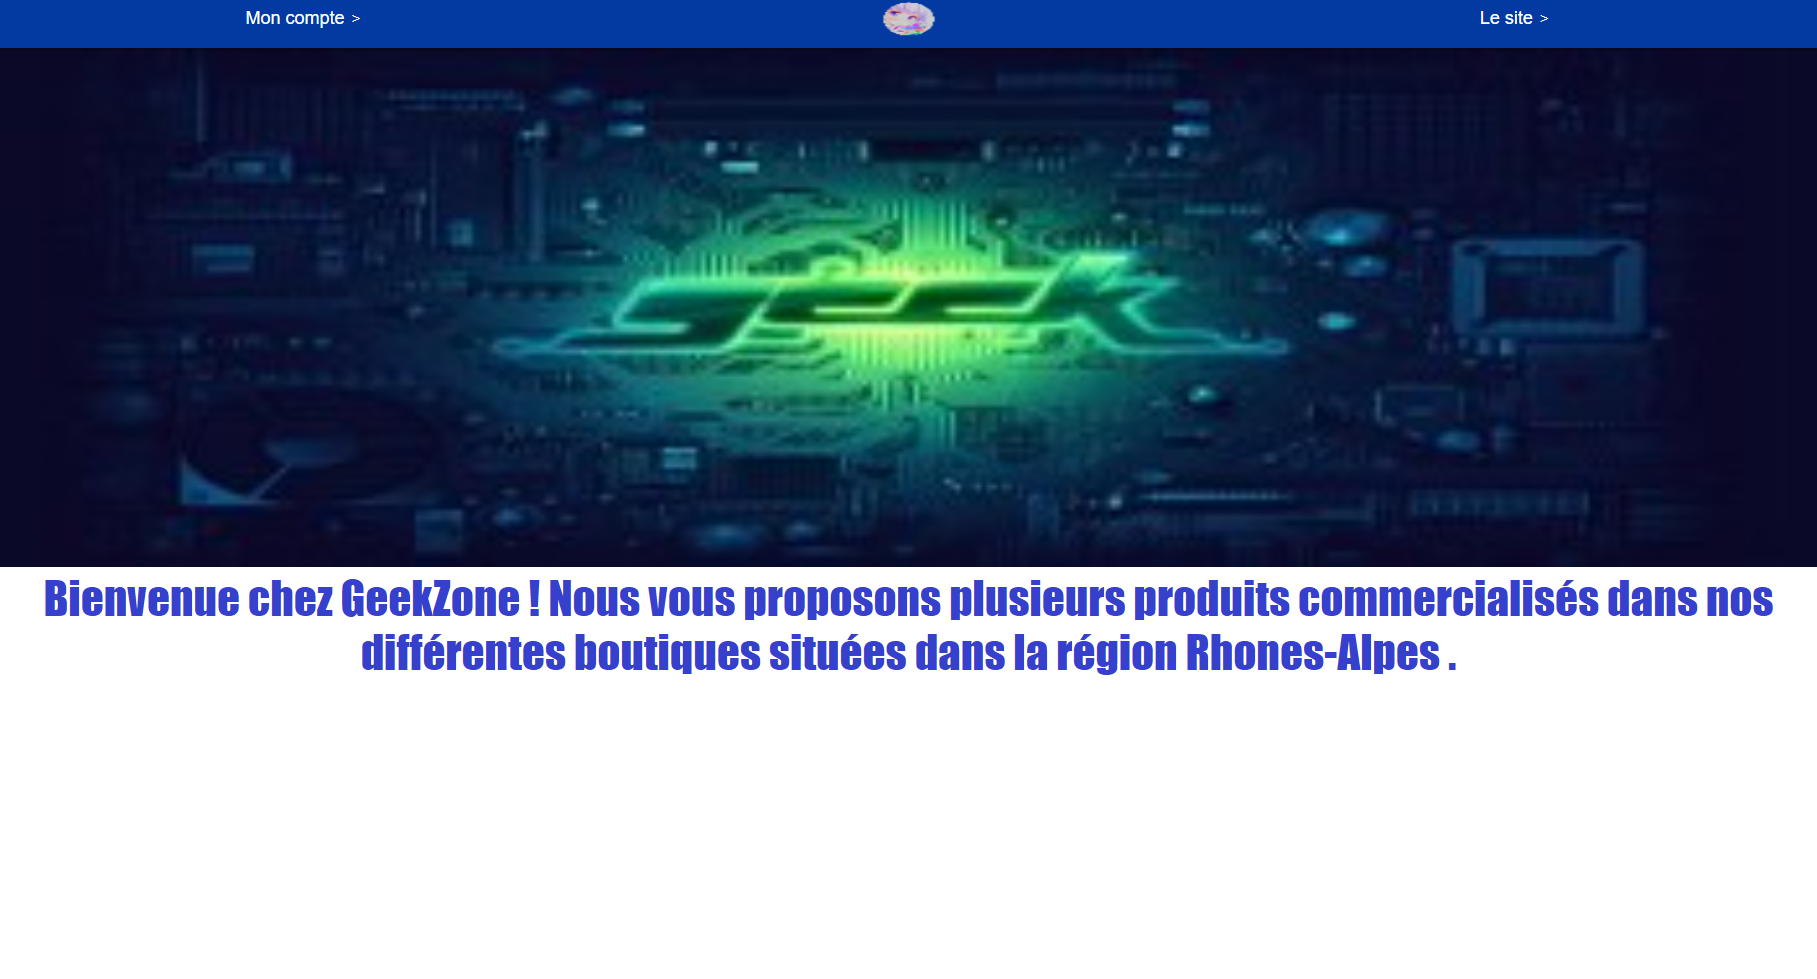 Mon compte >
Le site >
geek
Bienvenue chez GeekZone ! Nous vous proposons plusieurs produits commercialisés dans nos
différentes boutiques situées dans la région Rhones-Alpes .